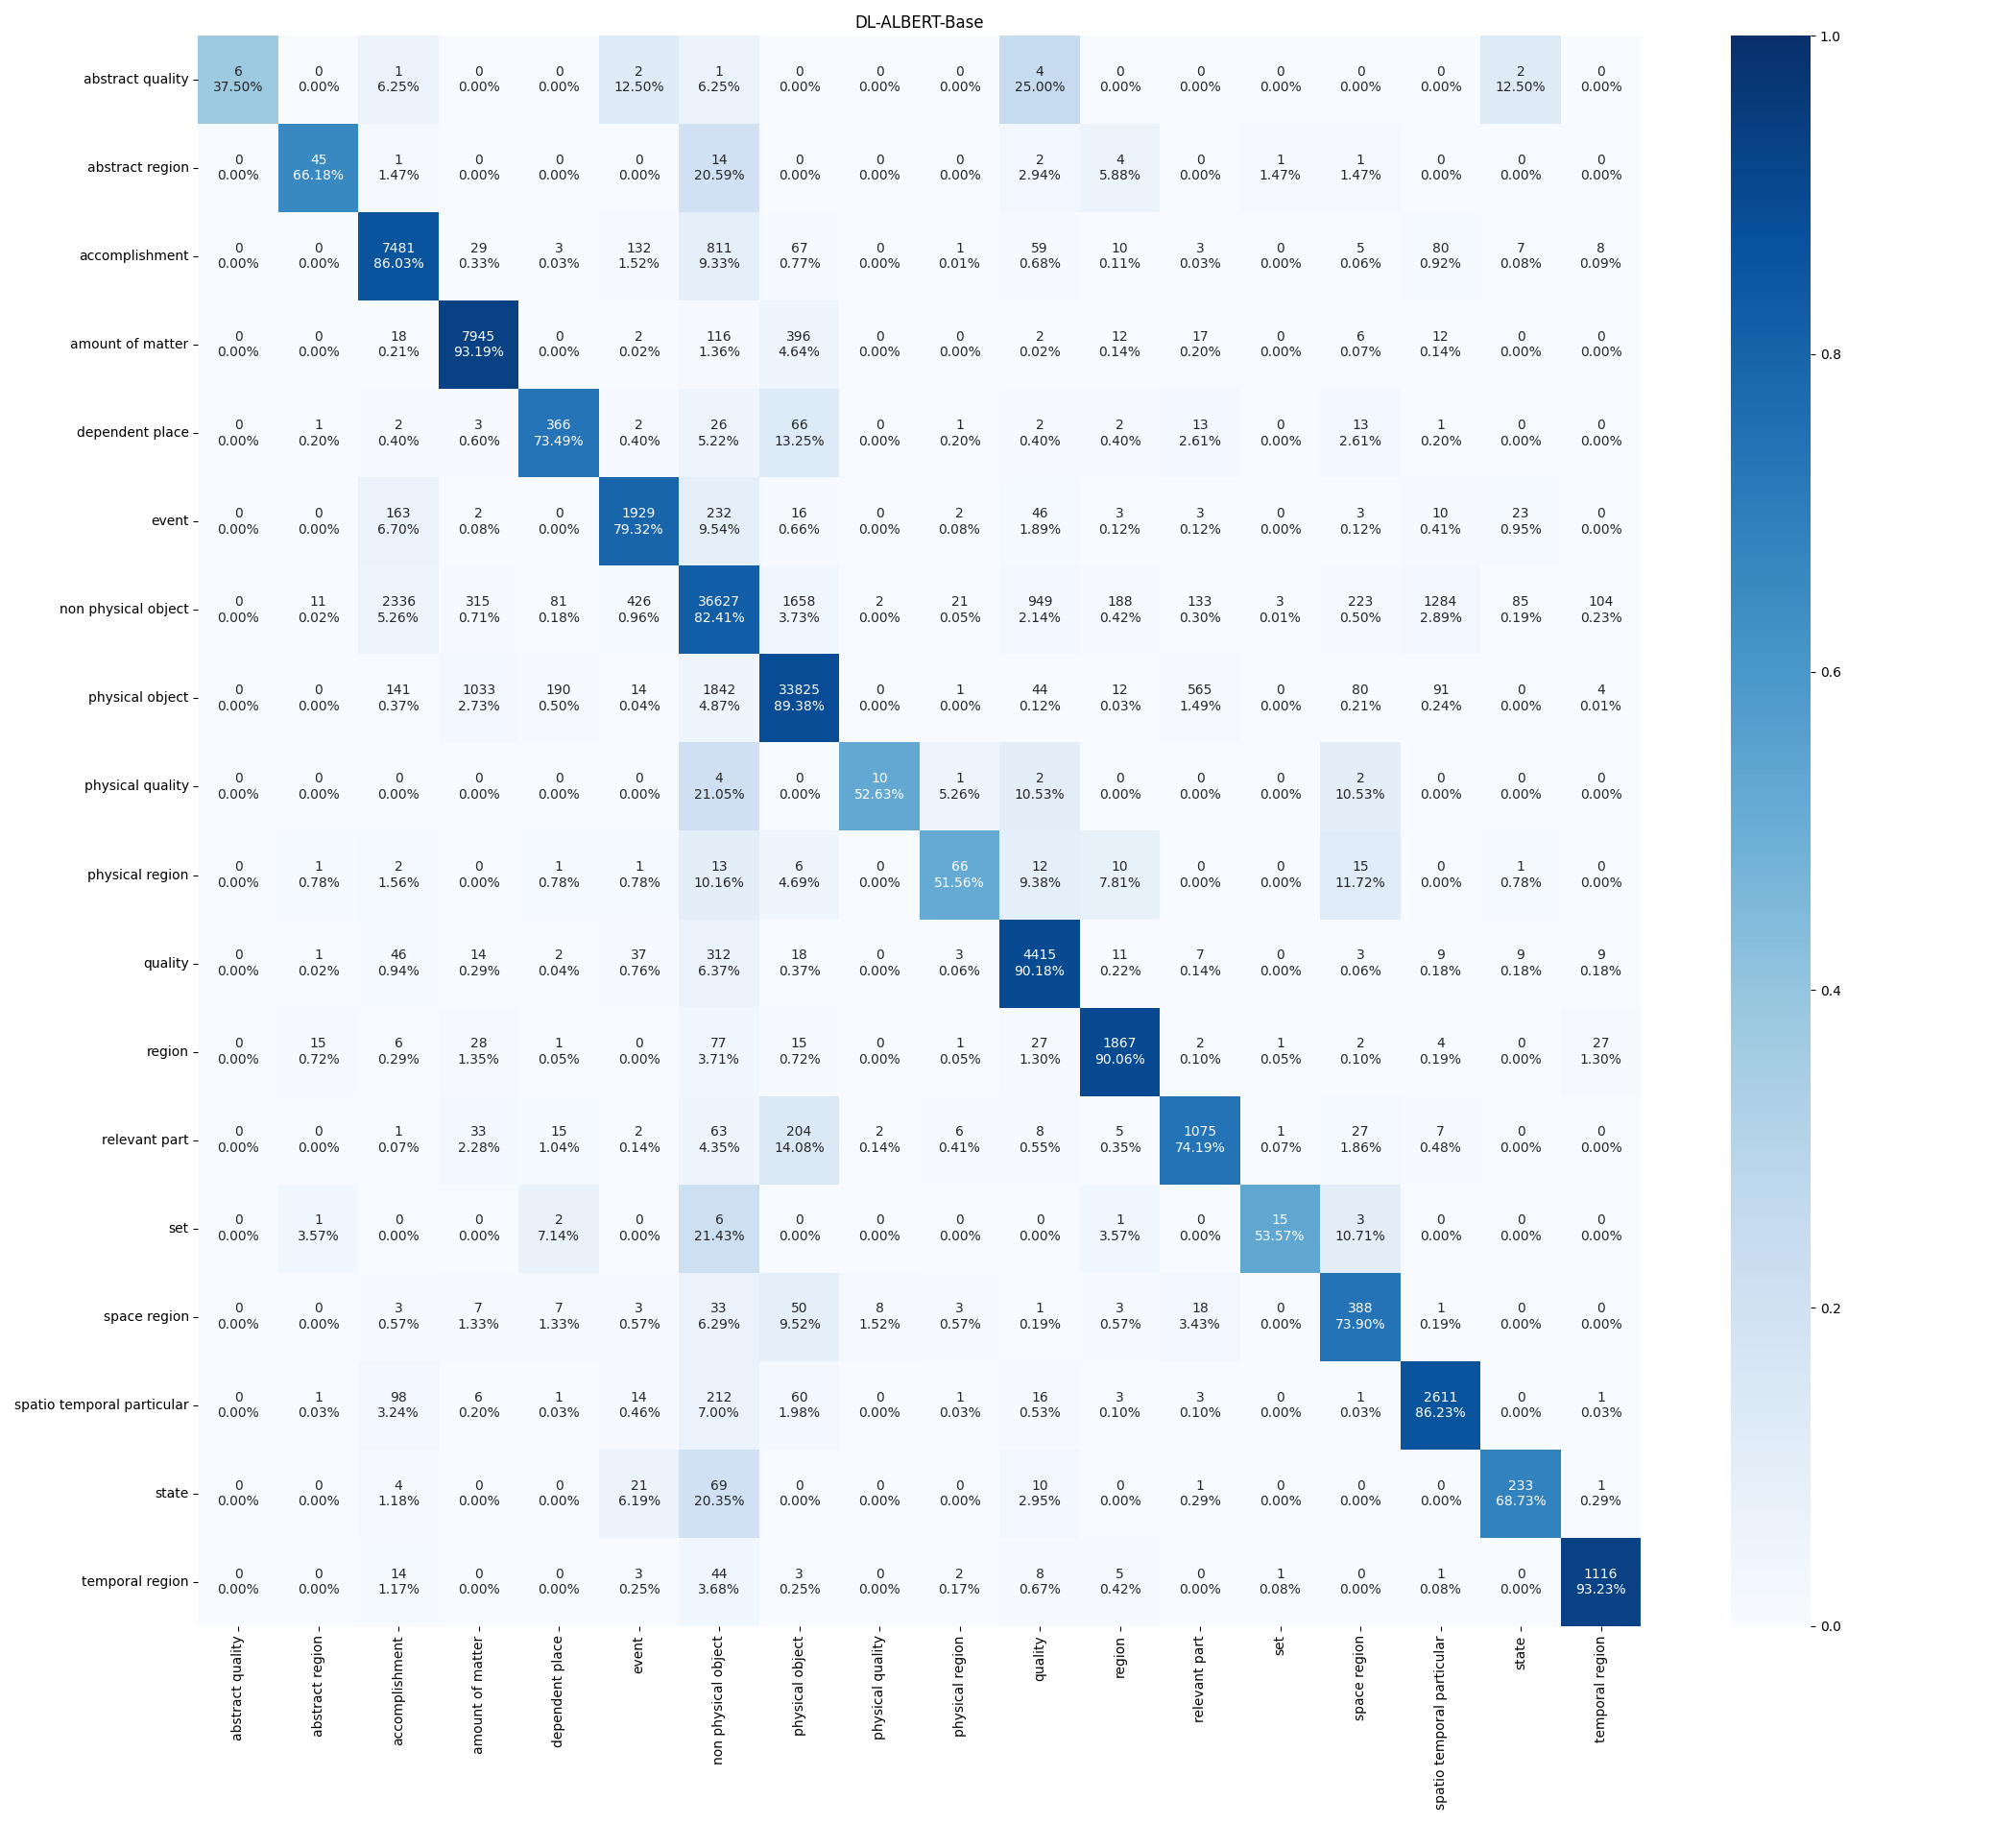 DL-ALBERT-Base
abstract quality 6 0 1 0 0 2 1 0 0 0 4 0 0 0 0 0 2 0
37.50% 0.00% 6.25% 0.00% 0.00% 12.50% 6.25% 0.00% 0.00% 0.00% 25.00% 0.00% 0.00% 0.00% 0.00% 0.00% 12.50% 0.00%
abstract region 0 45 1 0 0 0 14 0 0 0 2 4 0 1 1 0 0 0
0.00% 66.18% 1.47% 0.00% 0.00% 0.00% 20.59% 0.00% 0.00% 0.00% 2.94% 5.88% 0.00% 1.47% 1.47% 0.00% 0.00% 0.00%
accomplishment 0 0 7481 29 3 132 811 67 0 1 59 10 3 0 5 80 7 8
0.00% 0.00% 86.03% 0.33% 0.03% 1.52% 9.33% 0.77% 0.00% 0.01% 0.68% 0.11% 0.03% 0.00% 0.06% 0.92% 0.08% 0.09%
amount of matter 0 0 18 7945 0 2 116 396 0 0 2 12 17 0 6 12 0 0
0.00% 0.00% 0.21% 93.19% 0.00% 0.02% 1.36% 4.64% 0.00% 0.00% 0.02% 0.14% 0.20% 0.00% 0.07% 0.14% 0.00% 0.00%
dependent place 0 1 2 3 366 2 26 66 0 1 2 2 13 0 13 1 0 0
0.00% 0.20% 0.40% 0.60% 73.49% 0.40% 5.22% 13.25% 0.00% 0.20% 0.40% 0.40% 2.61% 0.00% 2.61% 0.20% 0.00% 0.00%
event 0 0 163 2 0 1929 232 16 0 2 46 3 3 0 3 10 23 0
0.00% 0.00% 6.70% 0.08% 0.00% 79.32% 9.54% 0.66% 0.00% 0.08% 1.89% 0.12% 0.12% 0.00% 0.12% 0.41% 0.95% 0.00%
non physical object 0 11 2336 315 81 426 36627 1658 2 21 949 188 133 3 223 1284 85 104
0.00% 0.02% 5.26% 0.71% 0.18% 0.96% 82.41% 3.73% 0.00% 0.05% 2.14% 0.42% 0.30% 0.01% 0.50% 2.89% 0.19% 0.23%
physical object 0 0 141 1033 190 14 1842 33825 0 1 44 12 565 0 80 91 0 4
0.00% 0.00% 0.37% 2.73% 0.50% 0.04% 4.87% 89.38% 0.00% 0.00% 0.12% 0.03% 1.49% 0.00% 0.21% 0.24% 0.00% 0.01%
physical quality 0 0 0 0 0 0 4 0 10 1 2 0 0 0 2 0 0 0
0.00% 0.00% 0.00% 0.00% 0.00% 0.00% 21.05% 0.00% 52.63% 5.26% 10.53% 0.00% 0.00% 0.00% 10.53% 0.00% 0.00% 0.00%
physical region 0 1 2 0 1 1 13 6 0 66 12 10 0 0 15 0 1 0
0.00% 0.78% 1.56% 0.00% 0.78% 0.78% 10.16% 4.69% 0.00% 51.56% 9.38% 7.81% 0.00% 0.00% 11.72% 0.00% 0.78% 0.00%
quality 0 1 46 14 2 37 312 18 0 3 4415 11 7 0 3 9 9 9
0.00% 0.02% 0.94% 0.29% 0.04% 0.76% 6.37% 0.37% 0.00% 0.06% 90.18% 0.22% 0.14% 0.00% 0.06% 0.18% 0.18% 0.18%
region 0 15 6 28 1 0 77 15 0 1 27 1867 2 1 2 4 0 27
0.00% 0.72% 0.29% 1.35% 0.05% 0.00% 3.71% 0.72% 0.00% 0.05% 1.30% 90.06% 0.10% 0.05% 0.10% 0.19% 0.00% 1.30%
relevant part 0 0 1 33 15 2 63 204 2 6 8 5 1075 1 27 7 0 0
0.00% 0.00% 0.07% 2.28% 1.04% 0.14% 4.35% 14.08% 0.14% 0.41% 0.55% 0.35% 74.19% 0.07% 1.86% 0.48% 0.00% 0.00%
set 0 1 0 0 2 0 6 0 0 0 0 1 0 15 3 0 0 0
0.00% 3.57% 0.00% 0.00% 7.14% 0.00% 21.43% 0.00% 0.00% 0.00% 0.00% 3.57% 0.00% 53.57% 10.71% 0.00% 0.00% 0.00%
space region 0 0 3 7 7 3 33 50 8 3 1 3 18 0 388 1 0 0
0.00% 0.00% 0.57% 1.33% 1.33% 0.57% 6.29% 9.52% 1.52% 0.57% 0.19% 0.57% 3.43% 0.00% 73.90% 0.19% 0.00% 0.00%
spatio temporal particular 0 1 98 6 1 14 212 60 0 1 16 3 3 0 1 2611 0 1
0.00% 0.03% 3.24% 0.20% 0.03% 0.46% 7.00% 1.98% 0.00% 0.03% 0.53% 0.10% 0.10% 0.00% 0.03% 86.23% 0.00% 0.03%
state 0 0 4 0 0 21 69 0 0 0 10 0 1 0 0 0 233 1
0.00% 0.00% 1.18% 0.00% 0.00% 6.19% 20.35% 0.00% 0.00% 0.00% 2.95% 0.00% 0.29% 0.00% 0.00% 0.00% 68.73% 0.29%
temporal region 0 0 14 0 0 3 44 3 0 2 8 5 0 1 0 1 0 1116
0.00% 0.00% 1.17% 0.00% 0.00% 0.25% 3.68% 0.25% 0.00% 0.17% 0.67% 0.42% 0.00% 0.08% 0.00% 0.08% 0.00% 93.23%
abstract quality
abstract region
accomplishment
amount of matter
dependent place
event
non physical object
physical object
physical quality
physical region
quality
region
relevant part
set
space region
spatio temporal particular
state
temporal region
1.0
0.8
0.6
0.4
0.2
0.0